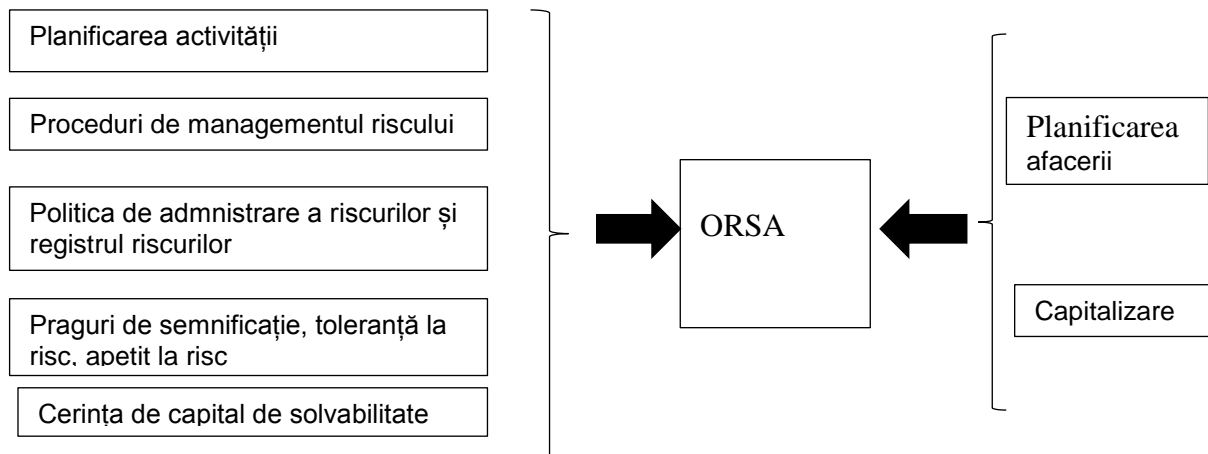 Planificarea activității
Proceduri de managementul riscului
Politica de admnistrare a riscurilor și
registrul riscurilor
Praguri de semnificație, toleranță la
risc, apetit la risc
Cerința de capital de solvabilitate
ORSA
Planificarea
afacerii
Capitalizare